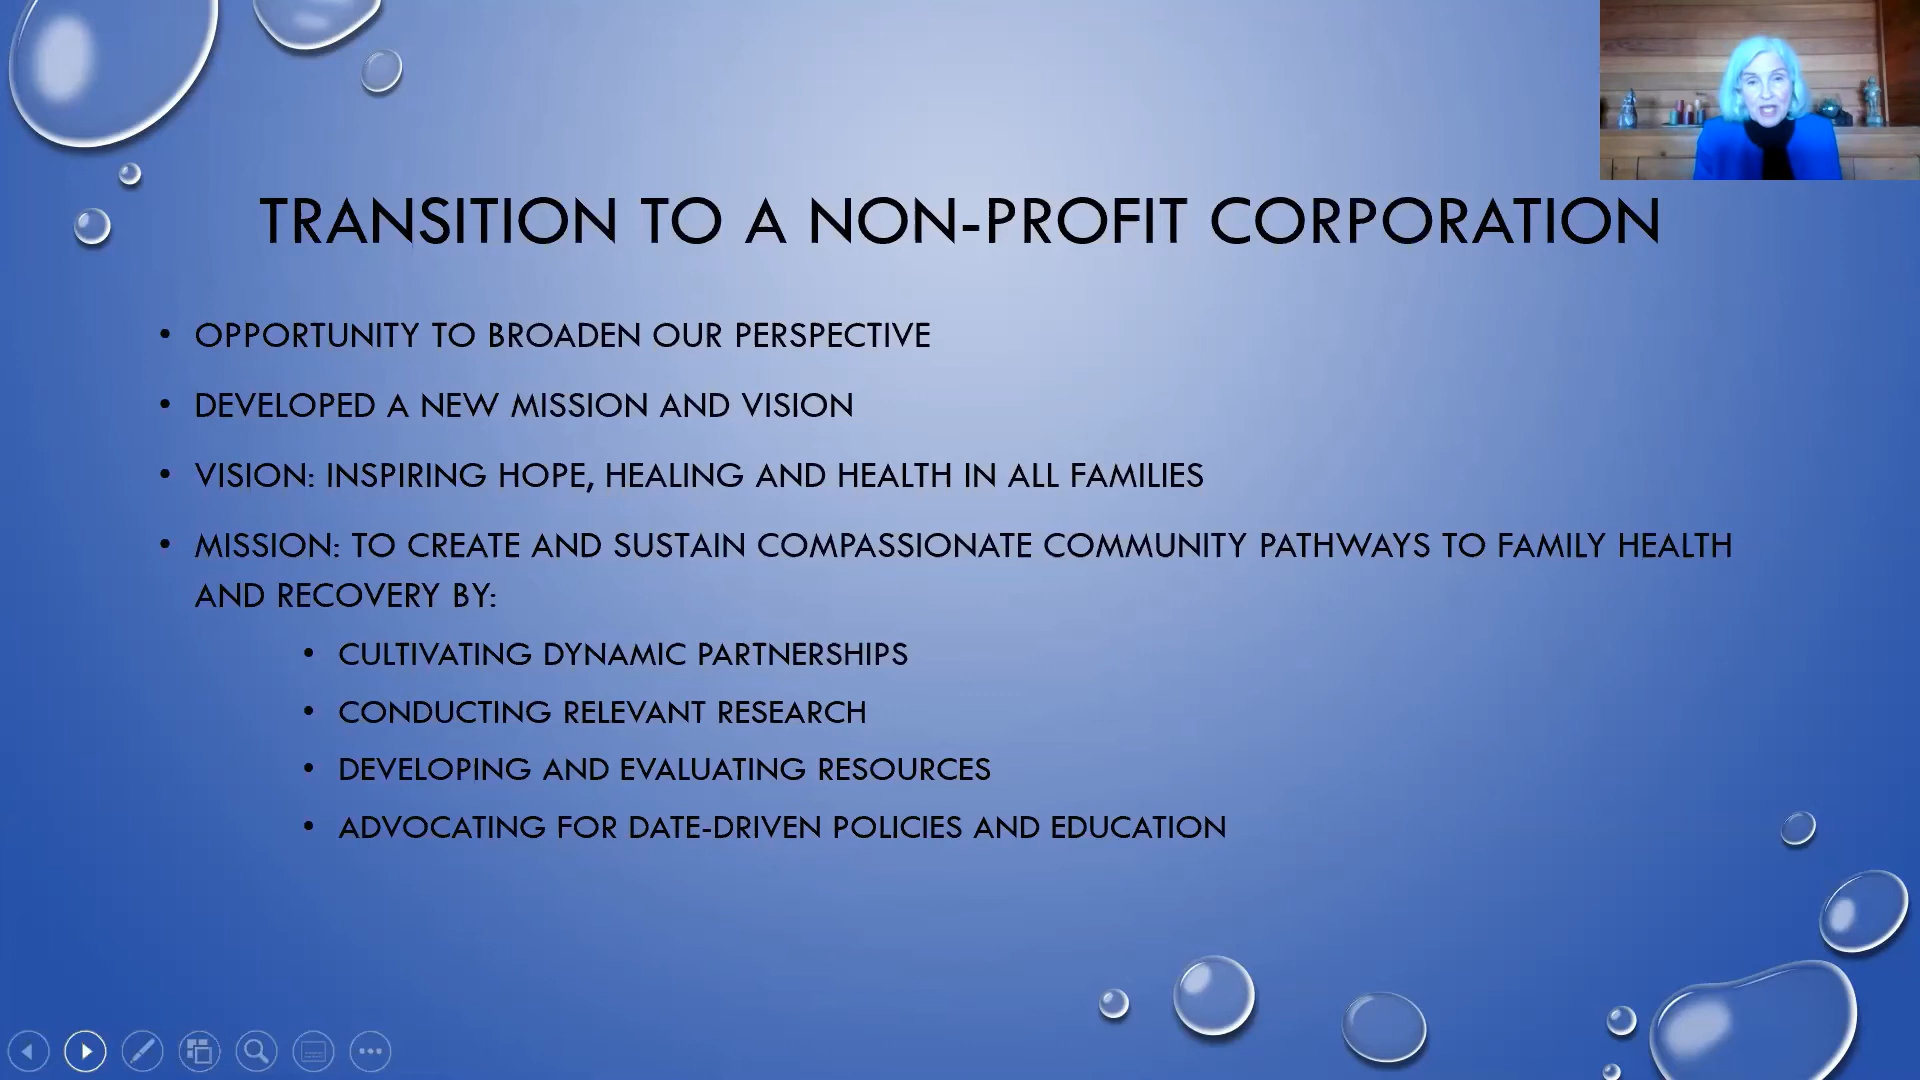 TRANSITION TO A NON-PROFIT CORPORATION
• OPPORTUNITY TO BROADEN OUR PERSPECTIVE
• DEVELOPED A NEW MISSION AND VISION
• VISION: INSPIRING HOPE, HEALING AND HEALTH IN ALL FAMILIES
• MISSION: TO CREATE AND SUSTAIN COMPASSIONATE COMMUNITY PATHWAYS TO FAMILY HEALTH
AND RECOVERY BY:
• CULTIVATING DYNAMIC PARTNERSHIPS
• CONDUCTING RELEVANT RESEARCH
• DEVELOPING AND EVALUATING RESOURCES
• ADVOCATING FOR DATE-DRIVEN POLICIES AND EDUCATION